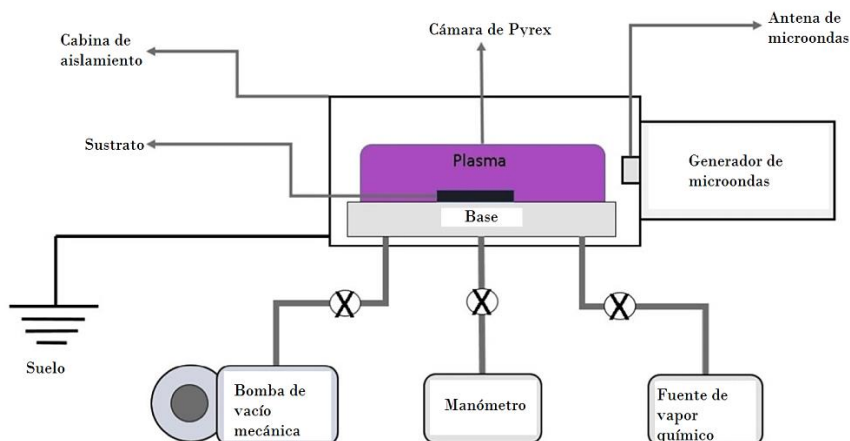 Cabina de
aislamiento
Cámara de Pyrex
Antena de
microondas
Sustrato
Plasma
Generador de
microondas
Base
Suelo
Bomba de
vacío
mecánica
Manómetro
Fuente de
vapor
químico